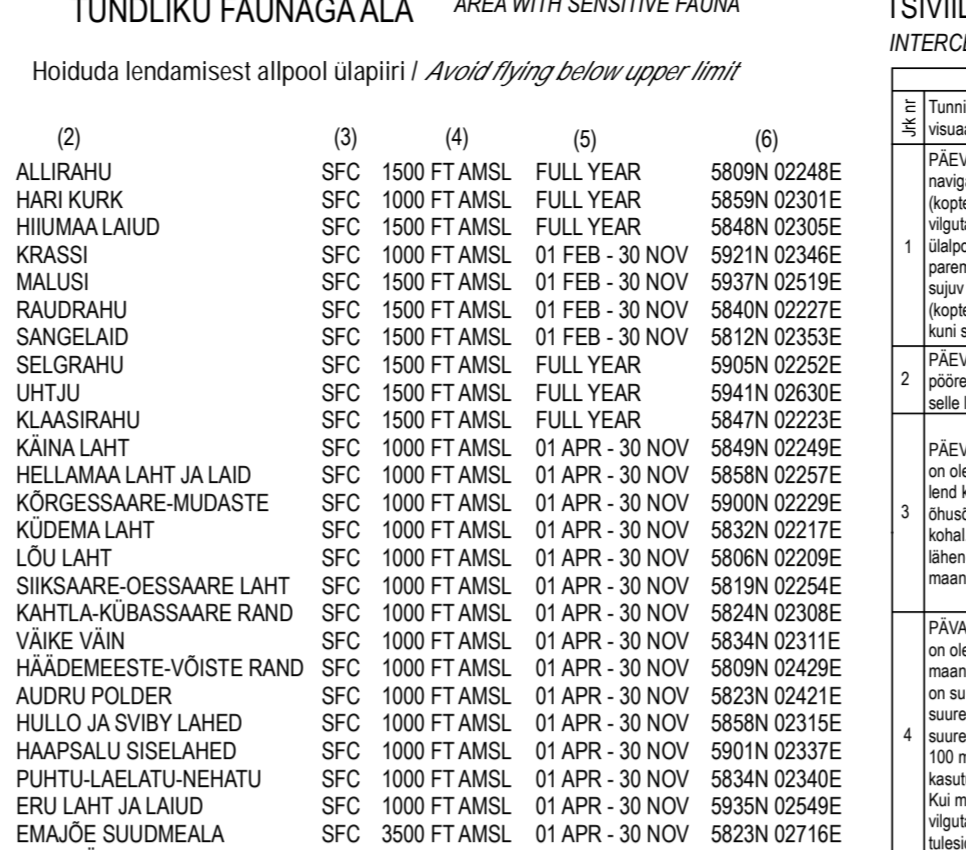 TUNDLIKU FAUNAGA ALA AREA WITH SENSITIVE FAUNA
Hoiduda lendamisest allpool ülapiiri / Avoid flying below upper limit
(2) (3) (4) (5) (6)
ALLIRAHU SFC 1500 FT AMSL FULL YEAR 5809N 02248E
HARI KURK SFC 1000 FT AMSL FULL YEAR 5859N 02301E
HIIUMAA LAIUD SFC 1500 FT AMSL FULL YEAR 5848N 02305E
KRASSI SFC 1000 FT AMSL 01 FEB - 30 NOV 5921N 02346E
MALUSI SFC 1500 FT AMSL 01 FEB - 30 NOV 5937N 02519E
RAUDRAHU SFC 1500 FT AMSL 01 FEB - 30 NOV 5840N 02227E
SANGELAID SFC 1500 FT AMSL 01 FEB - 30 NOV 5812N 02353E
SELGRAHU SFC 1500 FT AMSL FULL YEAR 5905N 02252E
UHTJU SFC 1500 FT AMSL FULL YEAR 5941N 02630E
KLAASIRAHU SFC 1500 FT AMSL FULL YEAR 5847N 02223E
KÄINA LAHT SFC 1000 FT AMSL 01 APR - 30 NOV 5849N 02249E
HELLAMAA LAHT JA LAID SFC 1000 FT AMSL 01 APR - 30 NOV 5858N 02257E
KÕRGESSAARE-MUDASTE SFC 1000 FT AMSL 01 APR - 30 NOV 5900N 02229E
KÜDEMA LAHT SFC 1000 FT AMSL 01 APR - 30 NOV 5832N 02217E
LÕU LAHT SFC 1000 FT AMSL 01 APR - 30 NOV 5806N 02209E
SIIKSAARE-OESSAARE LAHT SFC 1000 FT AMSL 01 APR - 30 NOV 5819N 02254E
KAHTLA-KÜBASSAARE RAND SFC 1000 FT AMSL 01 APR - 30 NOV 5824N 02308E
VÄIKE VÄIN SFC 1000 FT AMSL 01 APR - 30 NOV 5834N 02311E
HÄÄDEMEESTE-VÕISTE RAND SFC 1000 FT AMSL 01 APR - 30 NOV 5809N 02429E
AUDRU POLDER SFC 1000 FT AMSL 01 APR - 30 NOV 5823N 02421E
HULLO JA SVIBY LAHED SFC 1000 FT AMSL 01 APR - 30 NOV 5858N 02315E
HAAPSALU SISELAHED SFC 1000 FT AMSL 01 APR - 30 NOV 5901N 02337E
PUHTU-LAELATU-NEHATU SFC 1000 FT AMSL 01 APR - 30 NOV 5834N 02340E
ERU LAHT JA LAIUD SFC 1000 FT AMSL 01 APR - 30 NOV 5935N 02549E
EMAJÕE SUUDMEALA SFC 3500 FT AMSL 01 APR - 30 NOV 5823N 02716E
Jrk nr
1
kuni
2
selle
3
on
lend
4
on
on su
100 m
Kui m